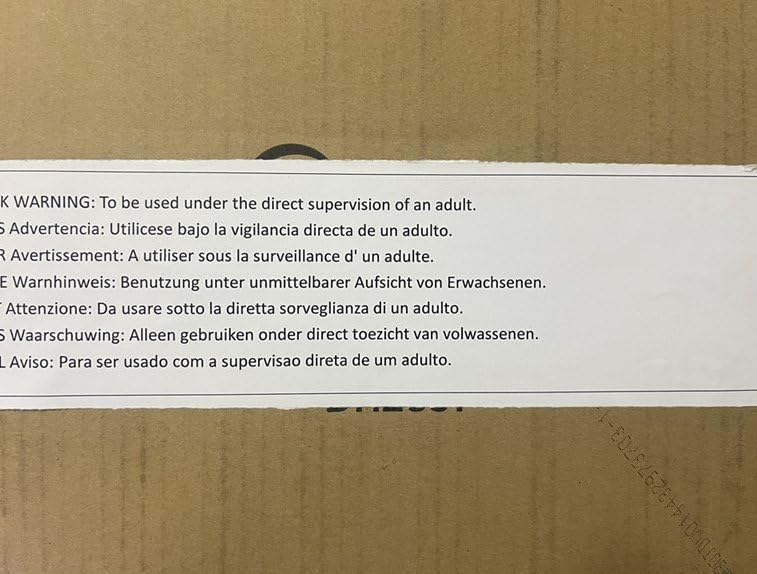 K WARNING: To be used under the direct supervision of an adult.
S Advertencia: Utilicese bajo la vigilancia directa de un adulto.
R Avertissement: A utiliser sous la surveillance d' un adulte.
E Warnhinweis: Benutzung unter unmittelbarer Aufsicht von Erwachsenen.
Attenzione: Da usare sotto la diretta sorveglianza di un adulto.
S Waarschuwing: Alleen gebruiken onder direct toezicht van volwassenen.
L Aviso: Para ser usado com a supervisao direta de um adulto.